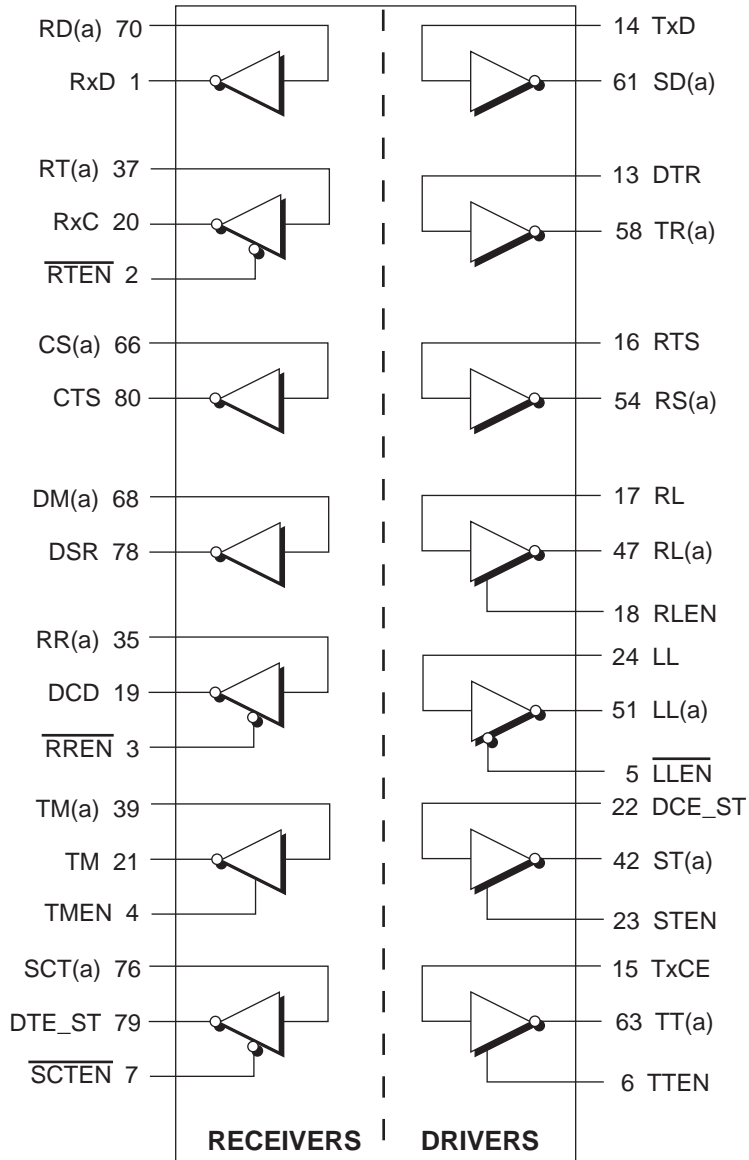 RD(a) 70
RxD 1
RT(a) 37
RxC 20
RTEN 2
CS(a) 66
CTS 80
DM(a) 68
DSR 78
RR(a) 35
DCD 19
RREN 3
TM(a) 39
TM 21
TMEN 4
SCT(a) 76
DTE_ST 79
SCTEN 7
RECEIVERS
14 TxD
61 SD(a)
13 DTR
58 TR(a)
16 RTS
54 RS(a)
17 RL
47 RL(a)
18 RLEN
24 LL
51 LL(a)
5 LLEN
22 DCE_ST
42 ST(a)
23 STEN
15 TxCE
63 TT(a)
6 TTEN
DRIVERS